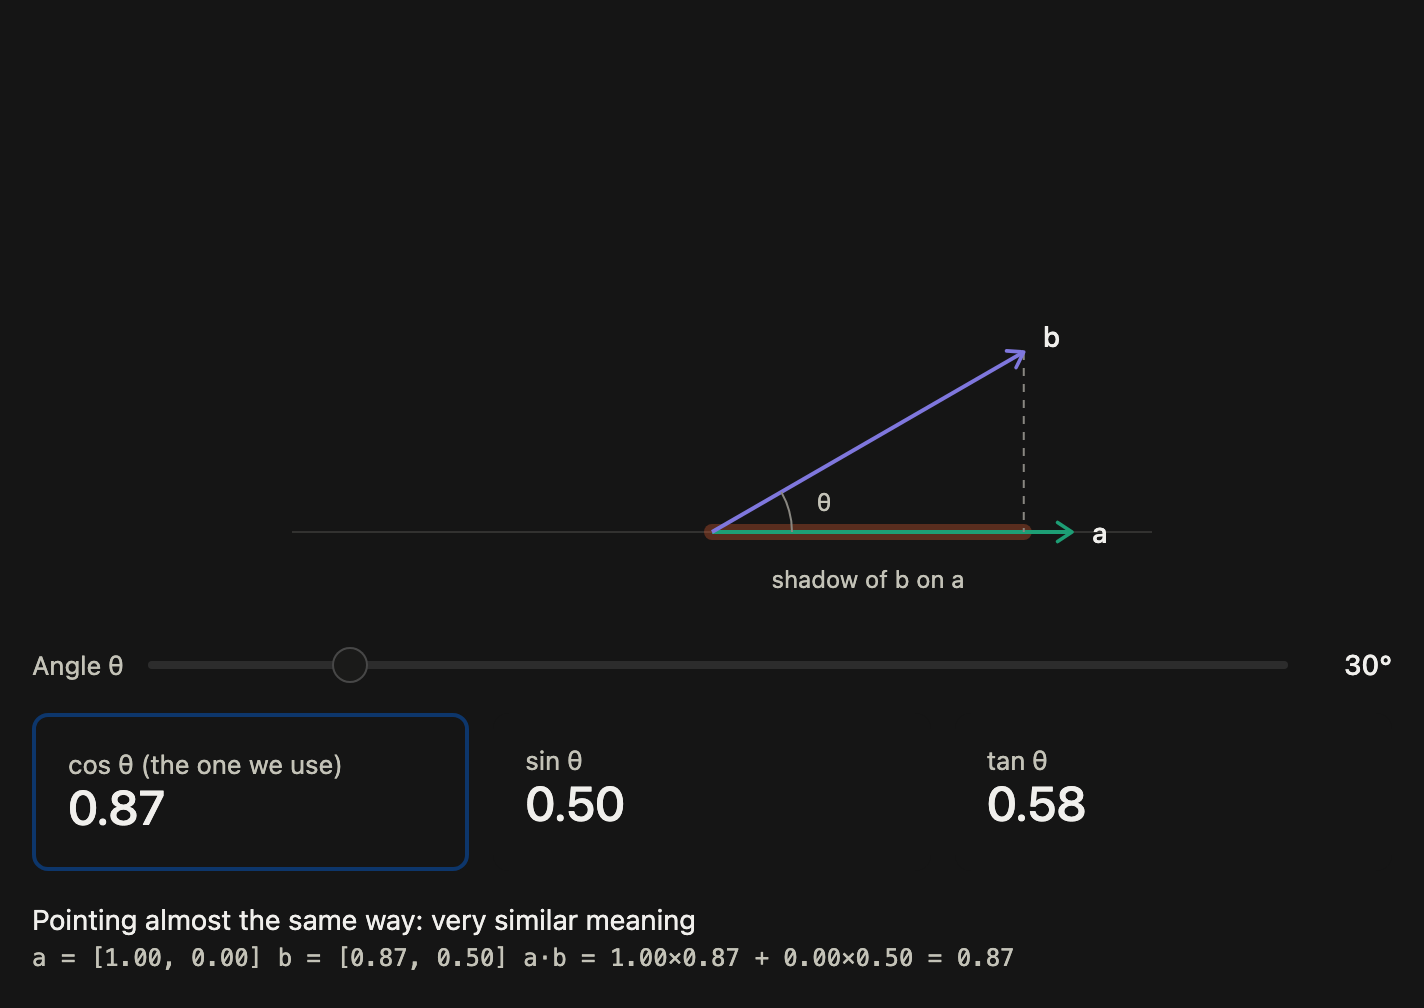 b
θ
a
shadow of b on a
Angle θ 30°
cos θ (the one we use) sin θ tan θ
0.87 0.50 0.58
Pointing almost the same way: very similar meaning
a = [1.00, 0.00] b = [0.87, 0.50] a·b = 1.00×0.87 + 0.00×0.50 = 0.87